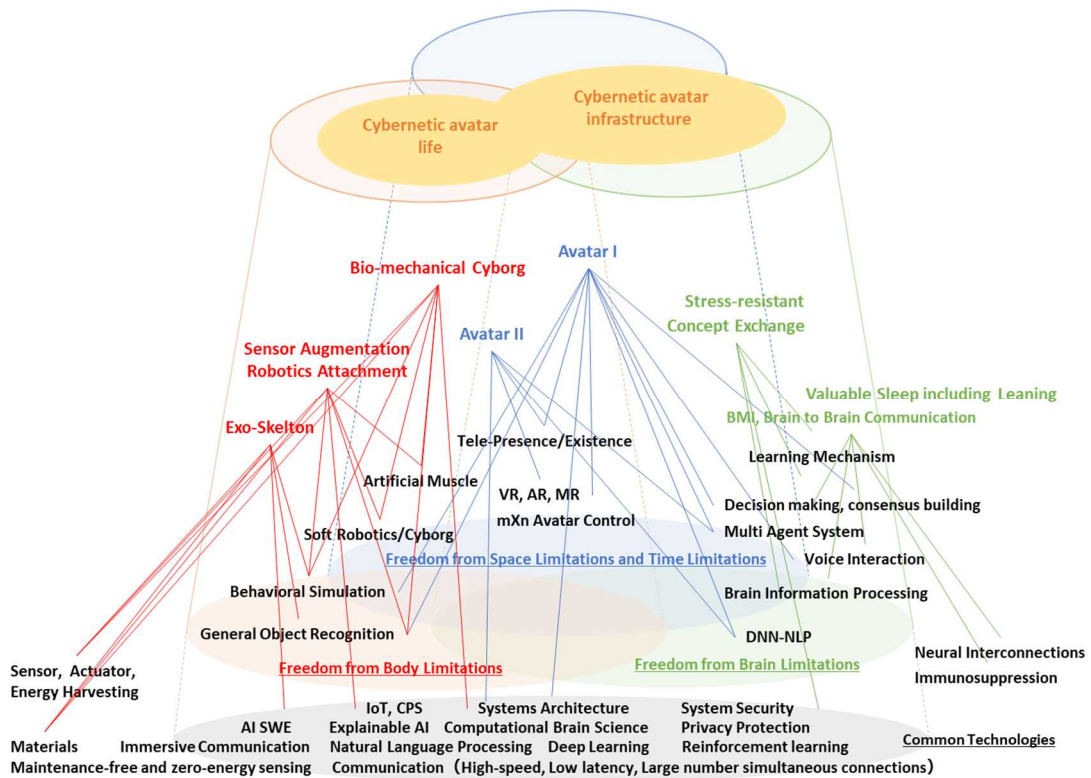 Cybernetic avatar
infrastructure
Cybernetic avatar
life
Avatar I
Bio-mechanical Cyborg
Stress-resistant
Concept Exchange
Avatar II
Sensor Augmentation
Robotics Attachment
Valuable Sleep including Leaning
BMI, Brain to Brain Communication
Exo-Skelton
Tele-Presence/Existence
Learning Mechanism
Artificial Muscle
VR, AR, MR
Decision making, consensus building
mXn Avatar Control
Soft Robotics/Cyborg
Multi Agent System
Freedom from Space Limitations and Time Limitations
Voice Interaction
Behavioral Simulation
Brain Information Processing
General Object Recognition
DNN-NLP
Neural Interconnections
Immunosuppression
Sensor, Actuator,
Energy Harvesting
Freedom from Body Limitations
Freedom from Brain Limitations
IoT, CPS
Systems Architecture
System Security
AI SWE
Explainable AI
Computational Brain Science
Privacy Protection
Common Technologies
Materials
Immersive Communication
Natural Language Processing
Deep Learning
Reinforcement learning
Maintenance-free and zero-energy sensing
Communication (High-speed, Low latency, Large number simultaneous connections)